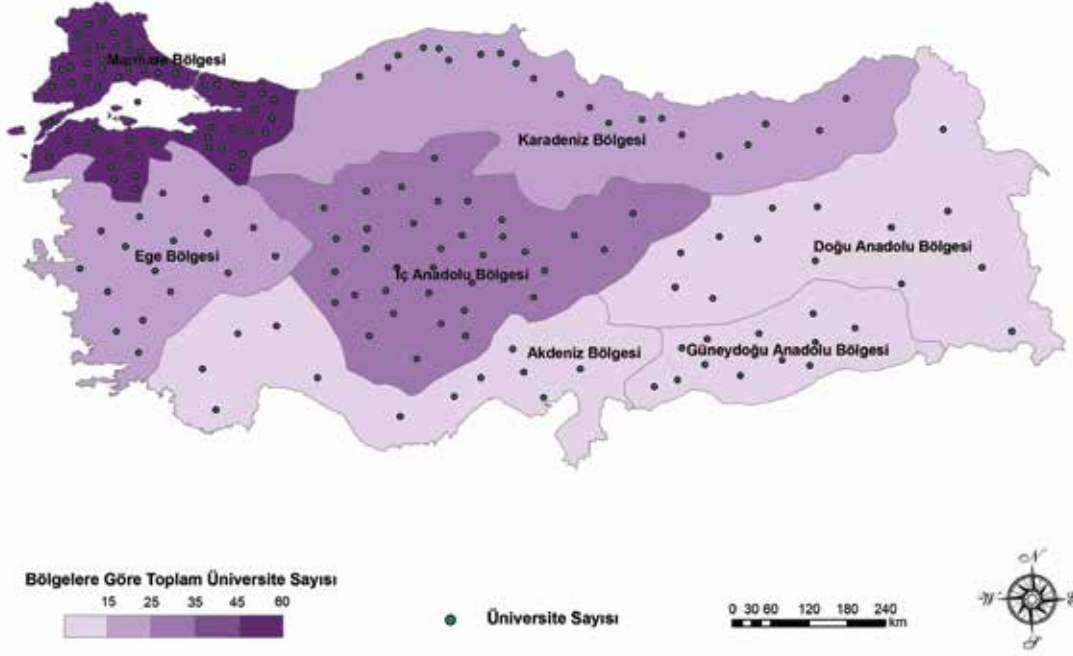 Marmara Bölgesi
Karadeniz Bölgesi
Ege Bölgesi
İç Anadolu Bölgesi
Doğu Anadolu Bölgesi
Akdeniz Bölgesi
Güneydoğu Anadolu Bölgesi
Bölgelere Göre Toplam Üniversite Sayısı
15 25 35 45 60
Üniversite Sayısı
0 30 60 120 180 240
km
N
W E
S